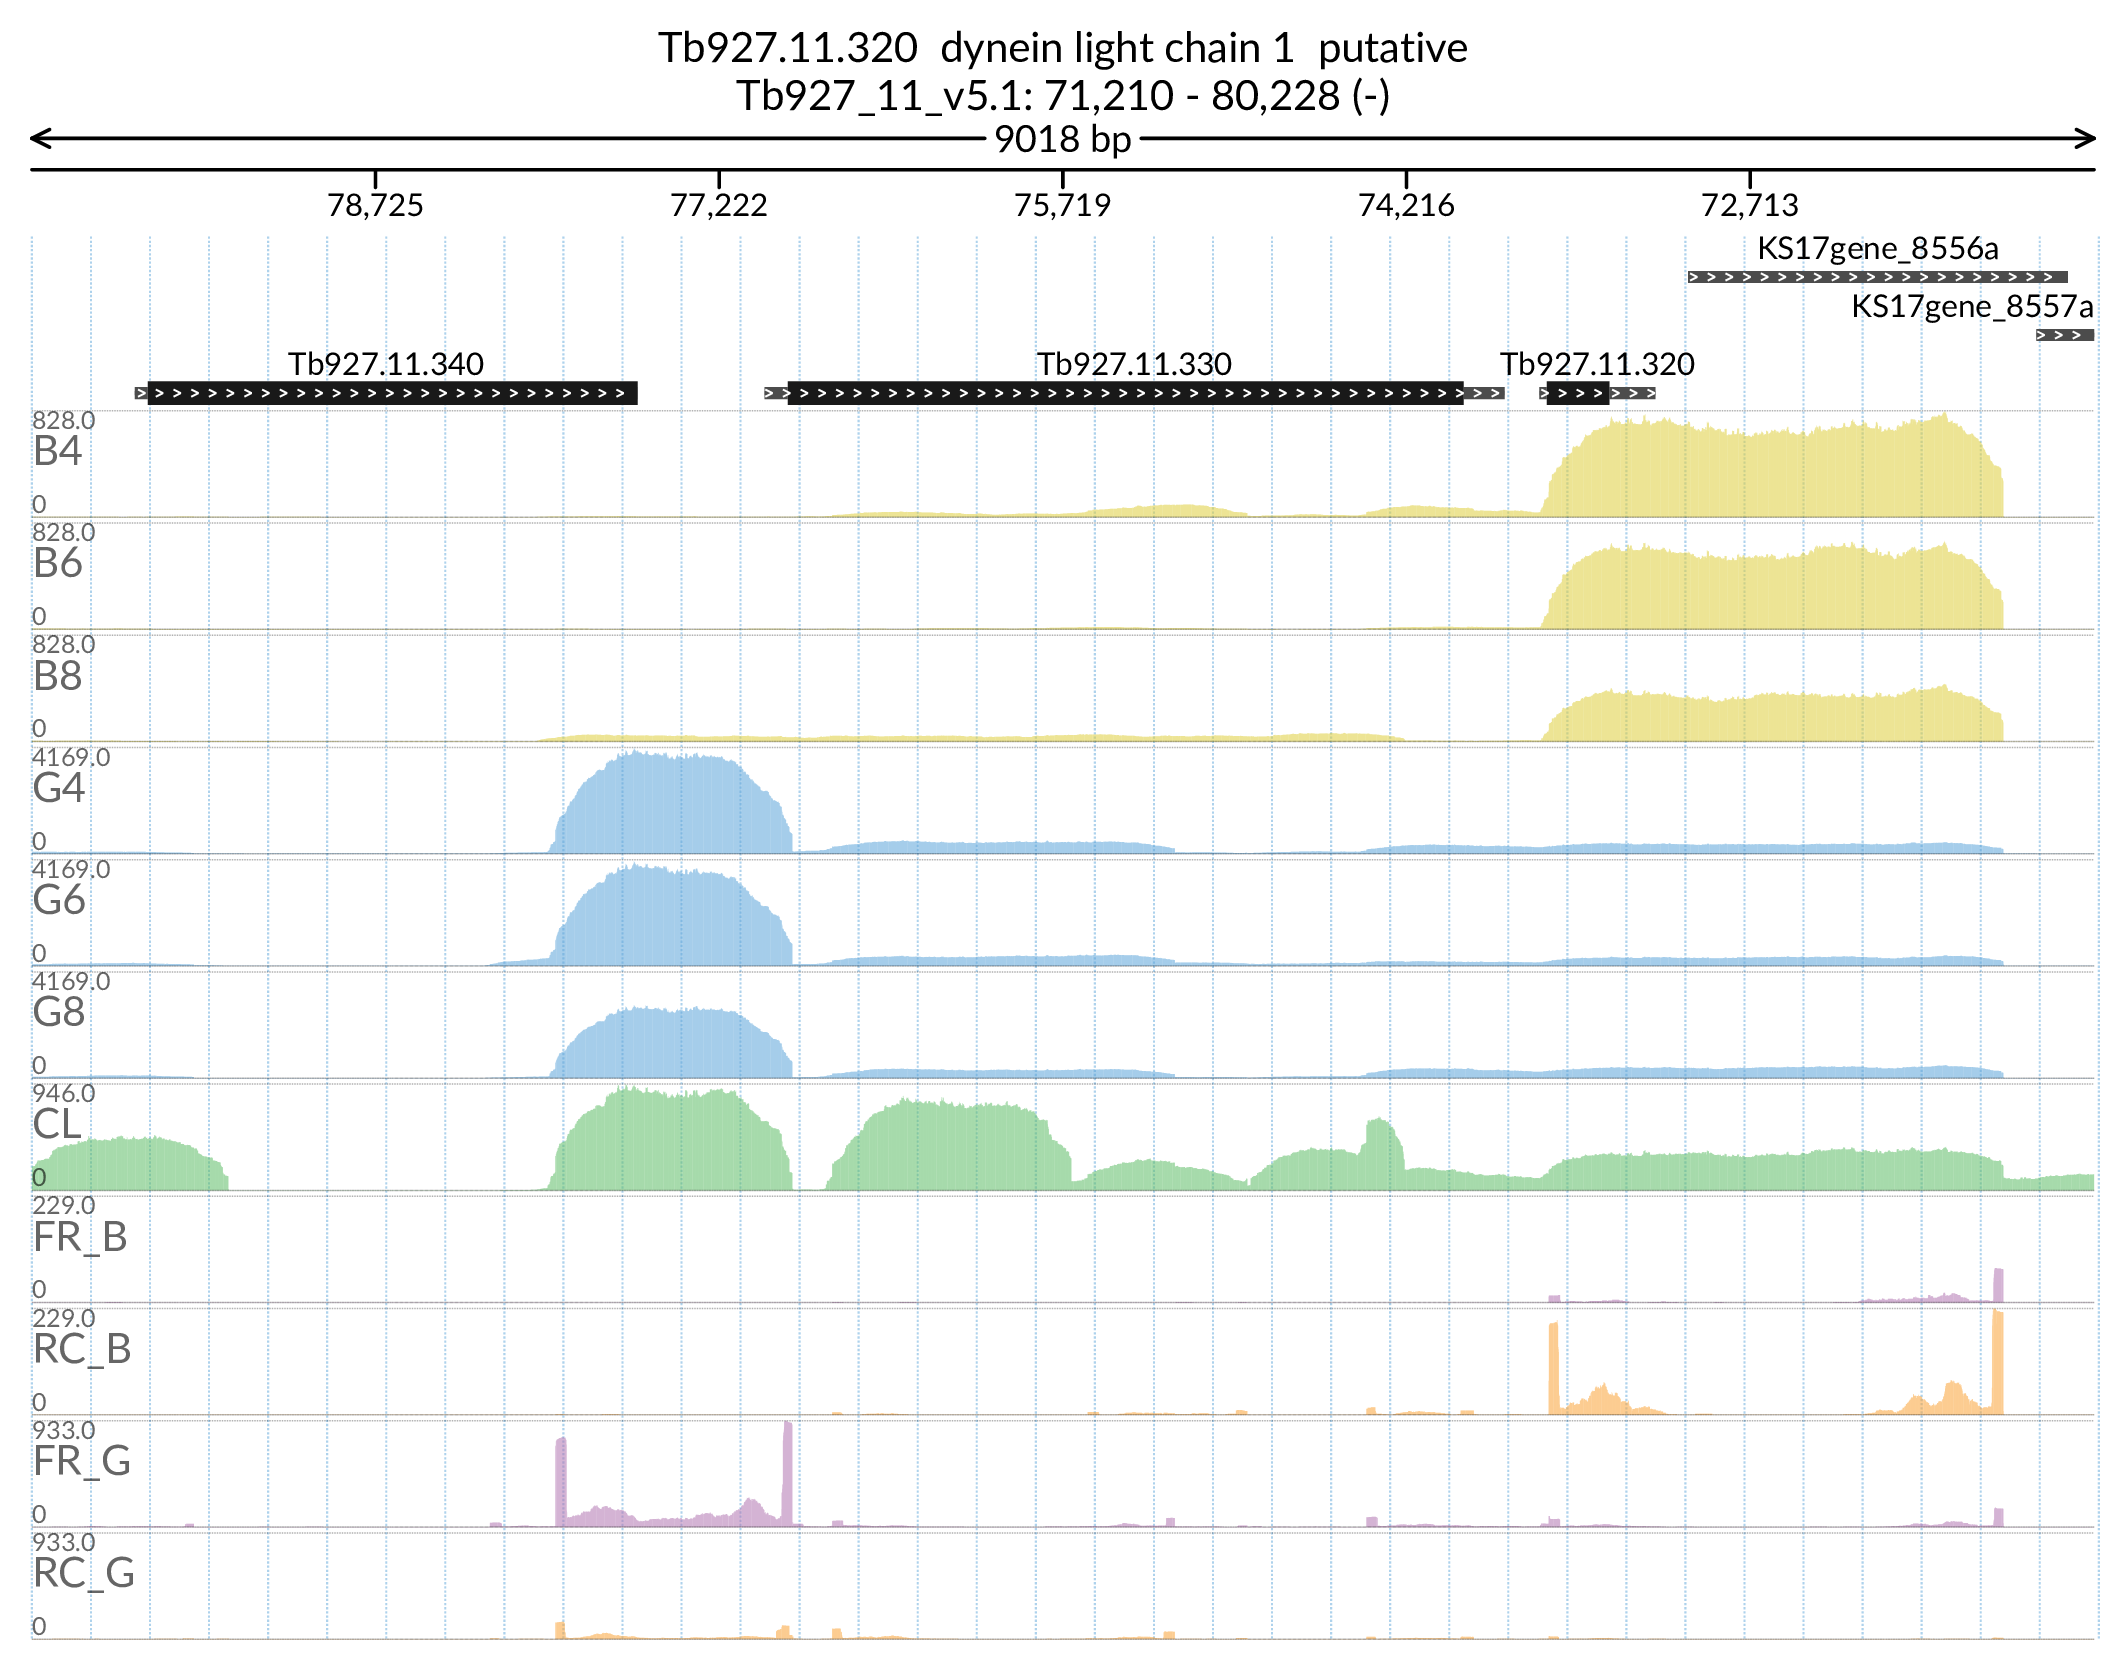 Tb927.11.320 dynein light chain 1 putative
Tb927_11_v5.1: 71,210 - 80,228 (-)
9018 bp
78,725 77,222 75,719 74,216 72,713
KS17gene_8556a
KS17gene_8557a
Tb927.11.340 Tb927.11.330 Tb927.11.320
828.0
B4
0
828.0
B6
0
828.0
B8
0
4169.0
G4
0
4169.0
G6
0
4169.0
G8
0
946.0
CL
0
229.0
FR_B
0
229.0
RC_B
0
933.0
FR_G
0
933.0
RC_G
0